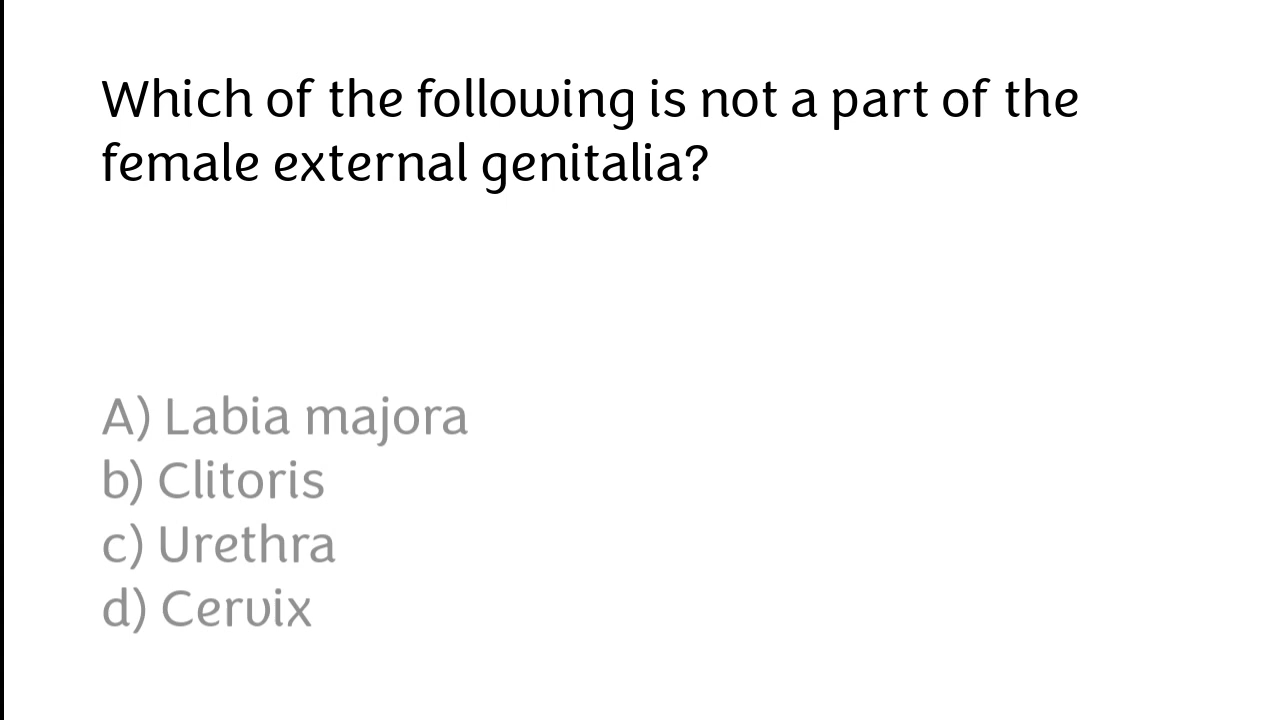 Which of the following is not a part of the
female external genitalia?
A) Labia majora
b) Clitoris
c) Urethra
d) Cervix